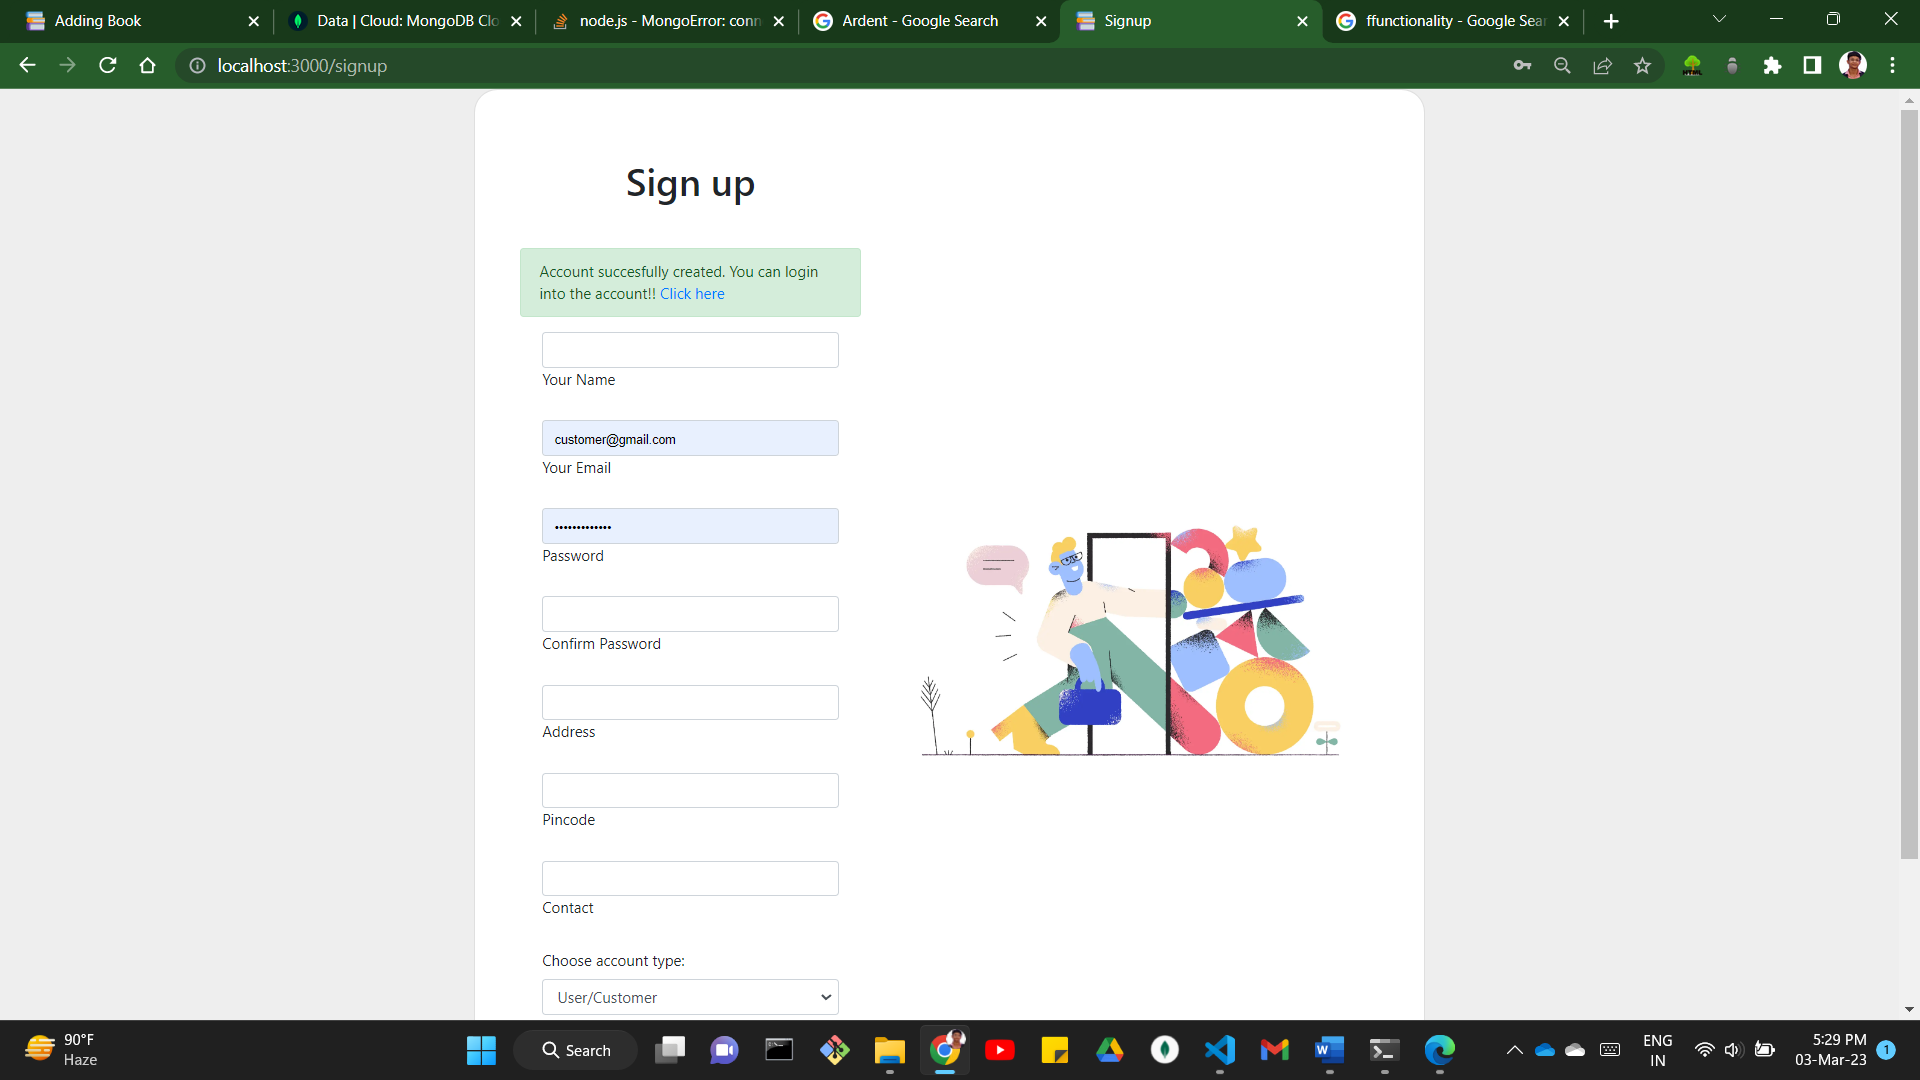 Adding Book
Data | Cloud: MongoDB Clo
node.js - MongoError: conn
Ardent - Google Search
Signup
ffunctionality - Google Sear
localhost:3000/signup
Sign up
Account succesfully created. You can login
into the account!! Click here
Your Name
customer@gmail.com
Your Email
•••••••••••••
Password
Confirm Password
Address
Pincode
Contact
Choose account type:
User/Customer
90°F
Haze
Search
ENG
IN
5:29 PM
03-Mar-23
1